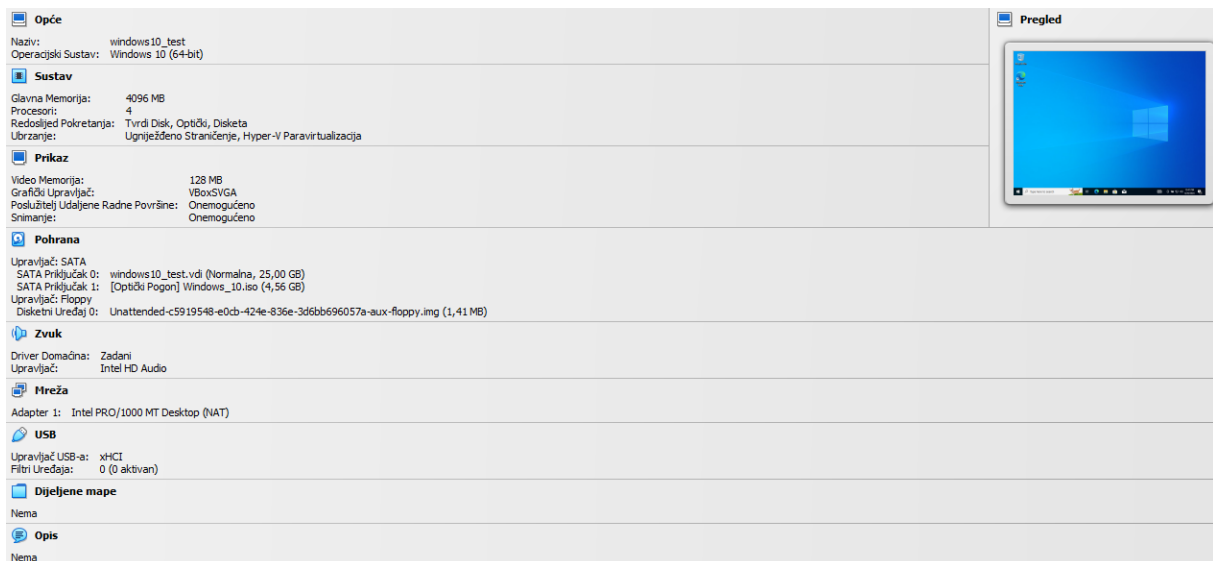 Opće
Naziv: windows10_test
Operacijski Sustav: Windows 10 (64-bit)
Sustav
Glavna Memorija: 4096 MB
Procesori: 4
Redoslijed Pokretanja: Tvrdi Disk, Optički, Disketa
Ubrzanje: Ugniježđeno Straničenje, Hyper-V Paravirtualizacija
Prikaz
Video Memorija: 128 MB
Grafički Upravljač: VBoxSVGA
Poslužitelj Udaljene Radne Površine: Onemogućeno
Snimanje: Onemogućeno
Pregled
Pohrana
Upravljač: SATA
SATA Priključak 0: windows10_test.vdi (Normalna, 25,00 GB)
SATA Priključak 1: [Optički Pogon] Windows_10.iso (4,56 GB)
Upravljač: Floppy
Disketni Uređaj 0: Unattended-c5919548-e0cb-424e-836e-3d6bb696057a-aux-floppy.img (1,41 MB)
Zvuk
Driver Domaćina: Zadani
Upravljač: Intel HD Audio
Mreža
Adapter 1: Intel PRO/1000 MT Desktop (NAT)
USB
Upravljač USB-a: xHCI
Filtri Uređaja: 0 (0 aktivan)
Dijeljene mape
Nema
Opis
Nema